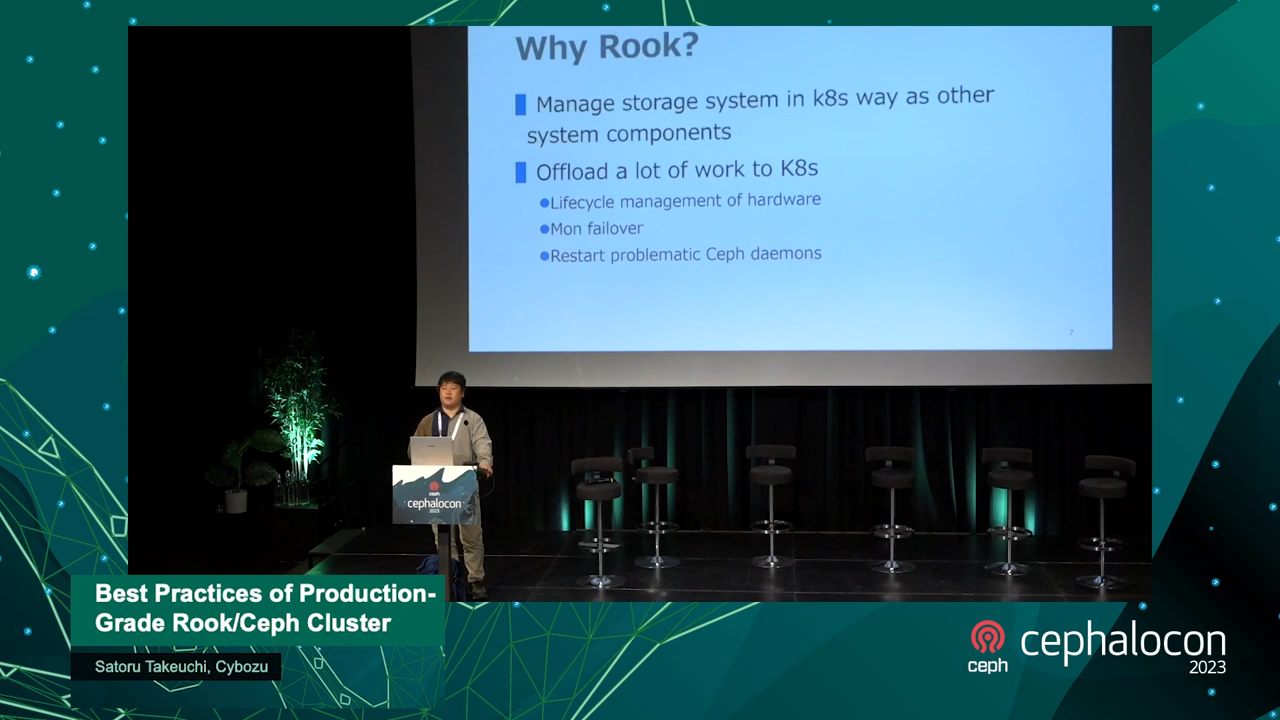 Why Rook?
Manage storage system in k8s way as other
system components
Offload a lot of work to K8s
Lifecycle management of hardware
Mon failover
Restart problematic Ceph daemons
7
ceph
cephalocon
2023
Best Practices of Production-
Grade Rook/Ceph Cluster
Satoru Takeuchi, Cybozu
ceph
cephalocon
2023